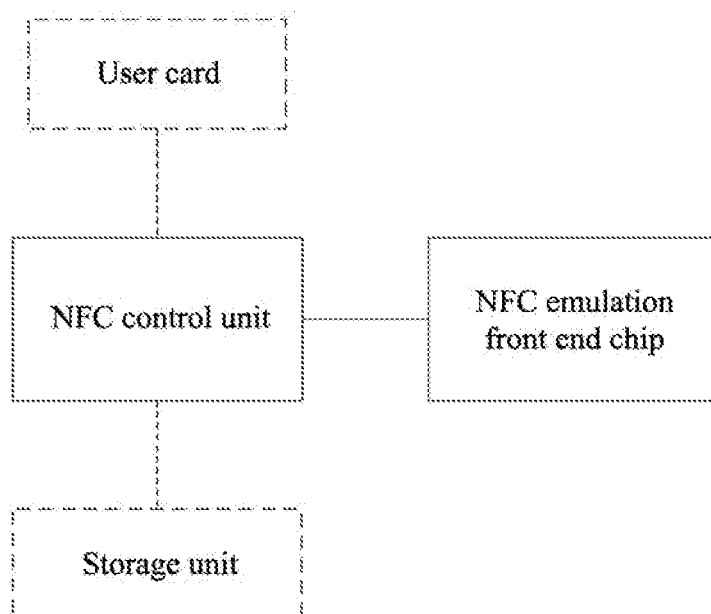 User card
NFC control unit
NFC emulation
front end chip
Storage unit